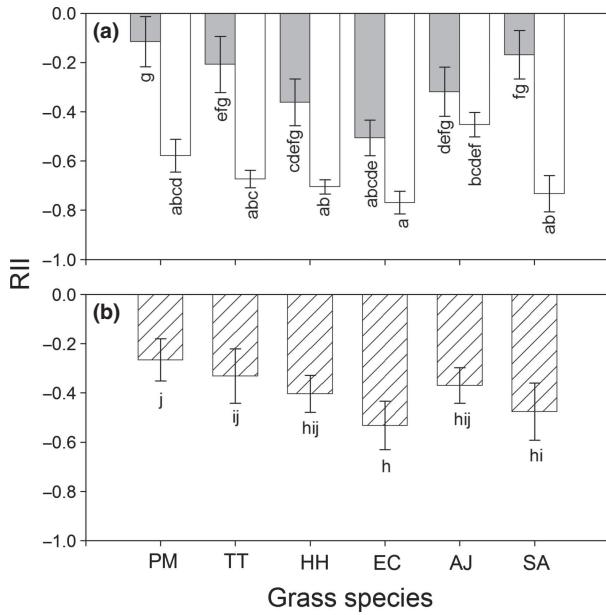 0.0
(a)
−0.2
−0.4
−0.6
−0.8
−1.0
g
abcd
efg
abc
cdefg
ab
abcde
a
defg
bcdef
fg
ab
RII
0.0
(b)
−0.2
−0.4
−0.6
−0.8
−1.0
j
ij
hij
h
hij
hi
PM TT HH EC AJ SA
Grass species